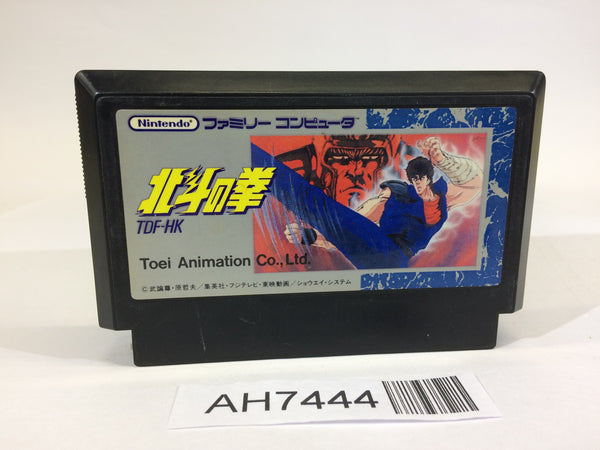 Nintendo ファミリー コンピュータ
北斗の拳
TDF-HK
Toei Animation Co., Ltd.
©武論尊・原哲夫／集英社・フジテレビ・東映動画／ショウエイ・システム
AH7444